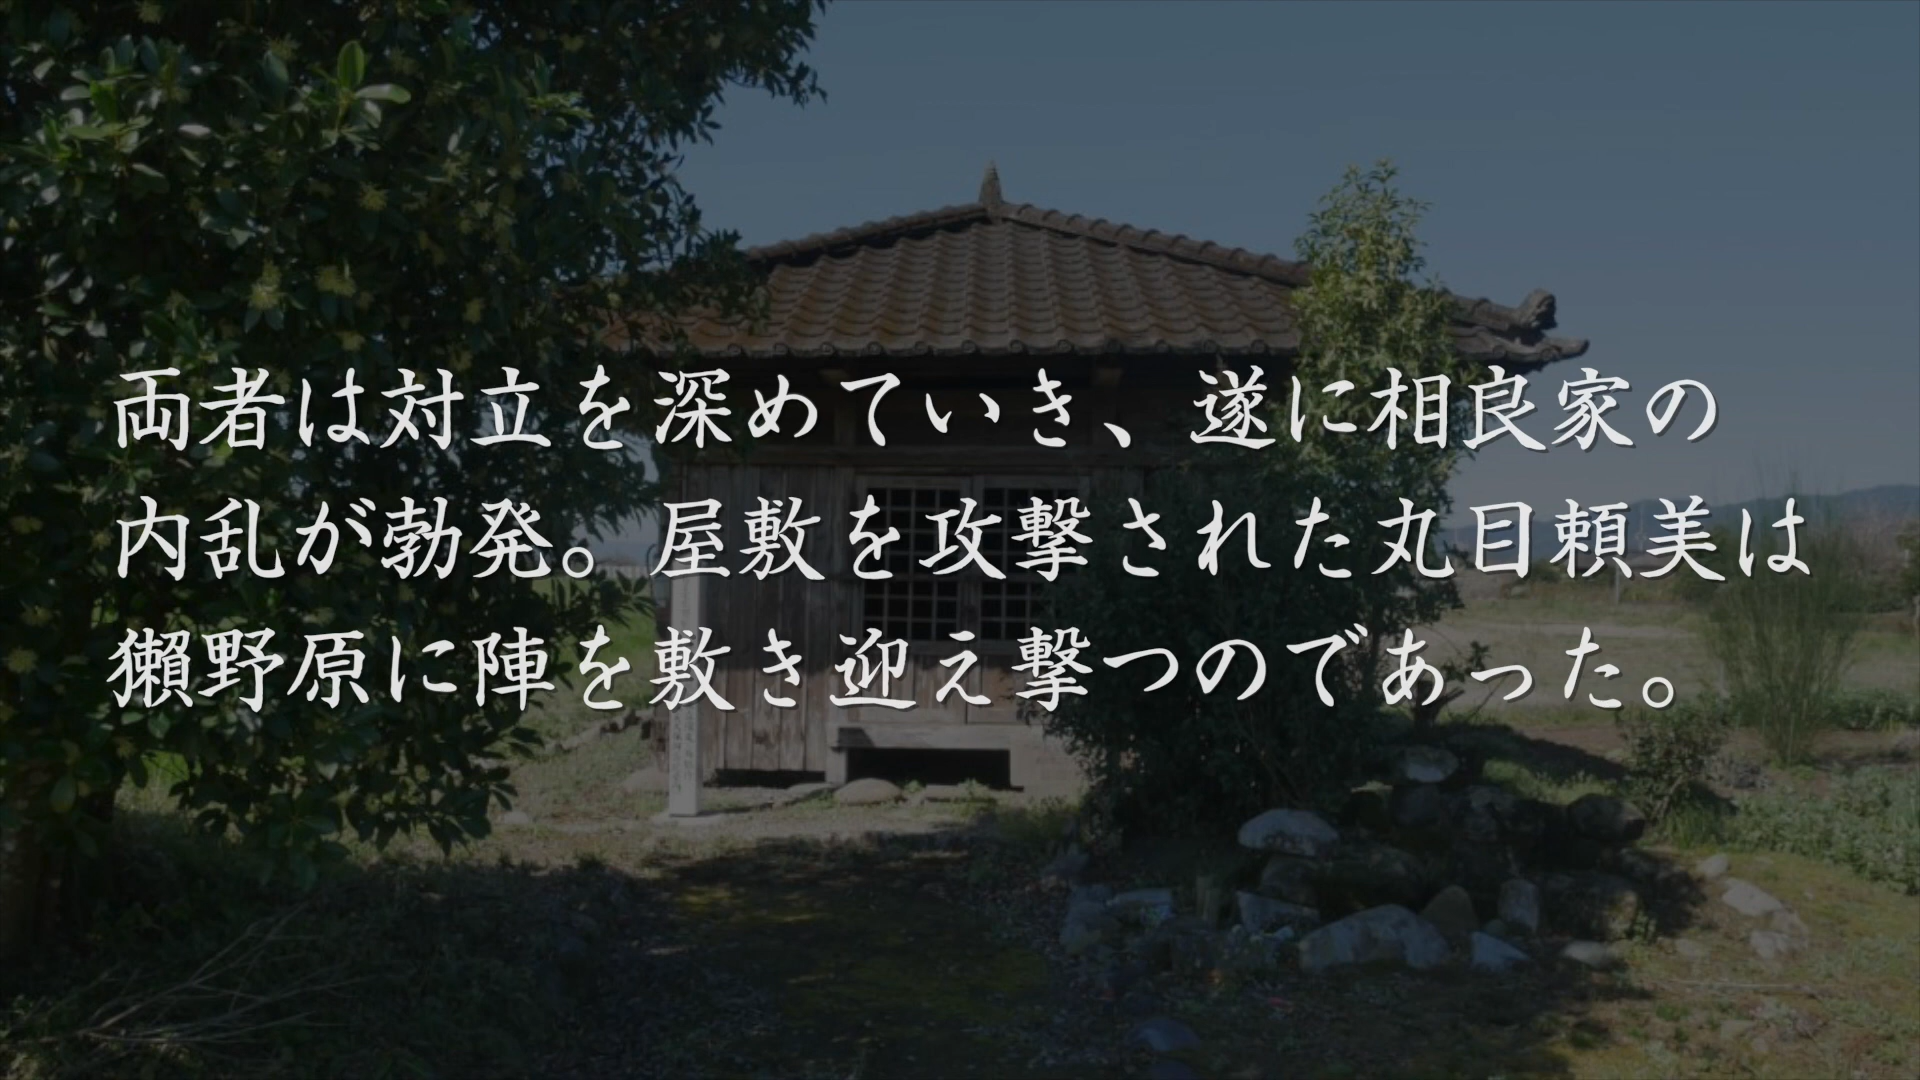 両者は対立を深めていき、遂に相良家の
内乱が勃発。屋敷を攻撃された丸目頼美は
獺野原に陣を敷き迎え撃つのであった。